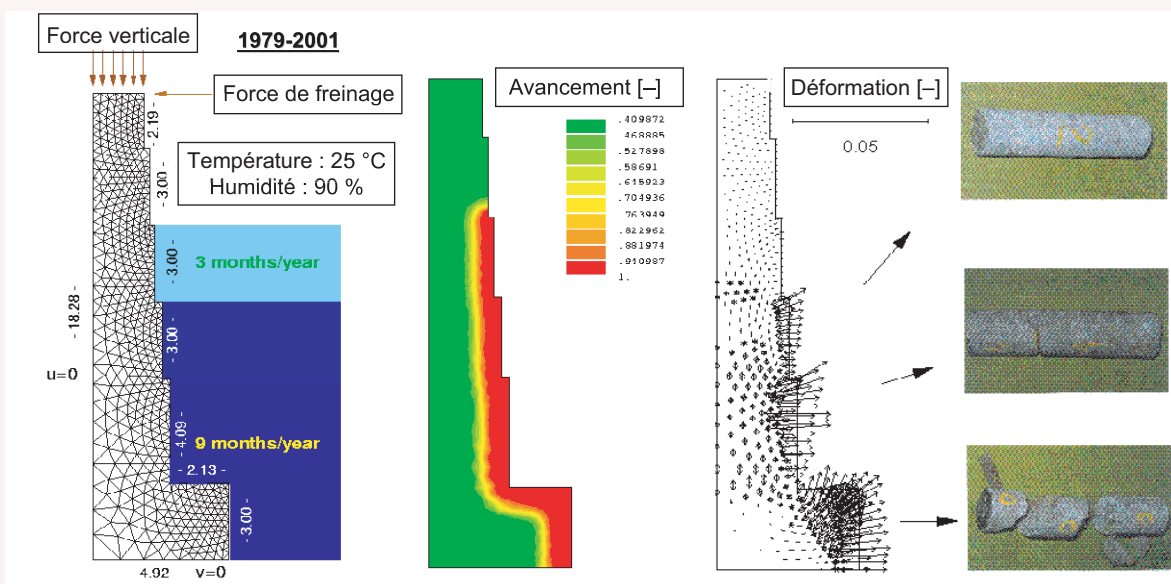 Force verticale
1979-2001
Force de freinage
-2.19 -
Température : 25 °C
Humidité : 90 %
-3.00 -
3 months/year
-3.00 -
-18.28-
-3.00 -
u=0
9 months/year
-4.09 -
-2.13 -
-3.00 -
4.92
v=0
Avancement [–]
.409872
.468885
.527898
.58691
.615923
.704936
.763949
.822962
.881974
.910987
1.
Déformation [–]
0.05